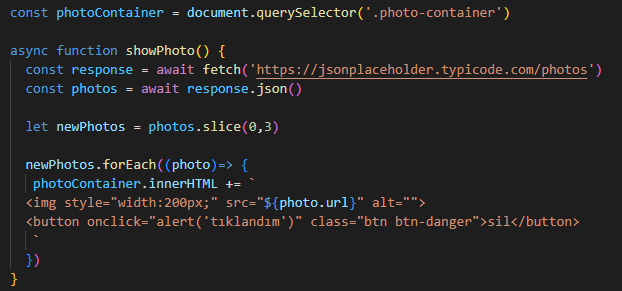 const photoContainer = document.querySelector('.photo-container')
async function showPhoto() {
const response = await fetch('https://jsonplaceholder.typicode.com/photos')
const photos = await response.json()
let newPhotos = photos.slice(0,3)
newPhotos.forEach((photo)=> {
photoContainer.innerHTML += `
<img style="width:200px;" src="${photo.url}" alt="">
<button onclick="alert('tıklandım')" class="btn btn-danger">sil</button>
`
})
}